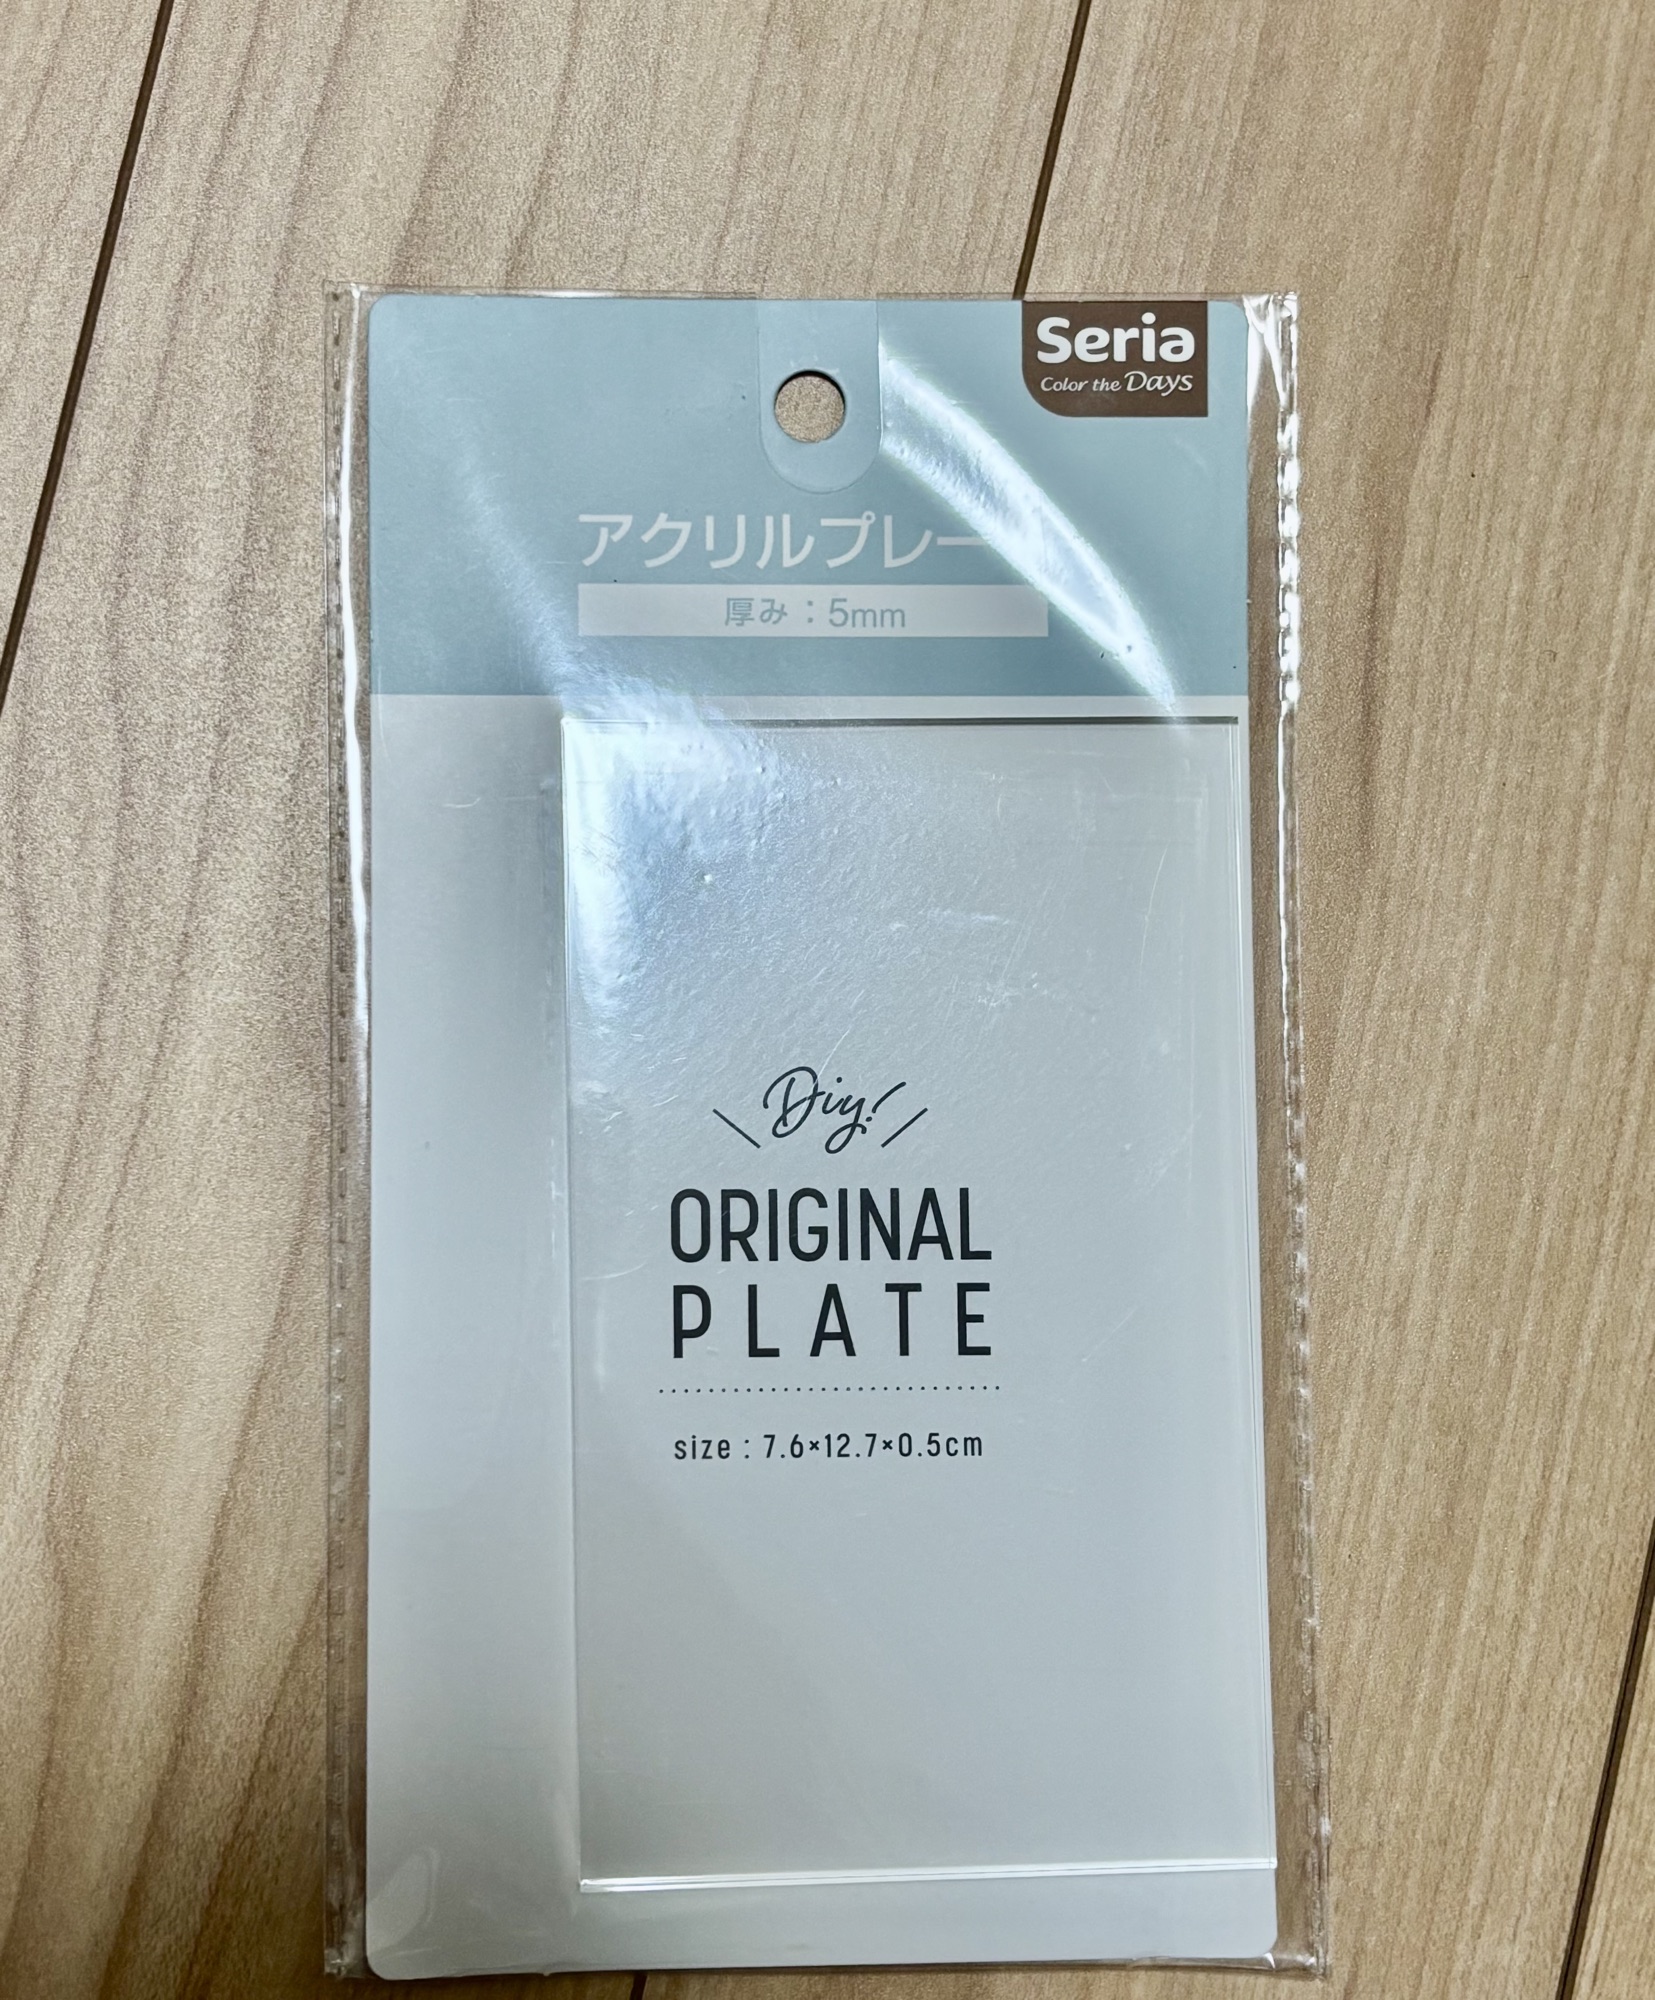 Seria
Color the Days
アクリルプレー
厚み：5mm
Diy!
ORIGINAL
PLATE
size : 7.6×12.7×0.5cm